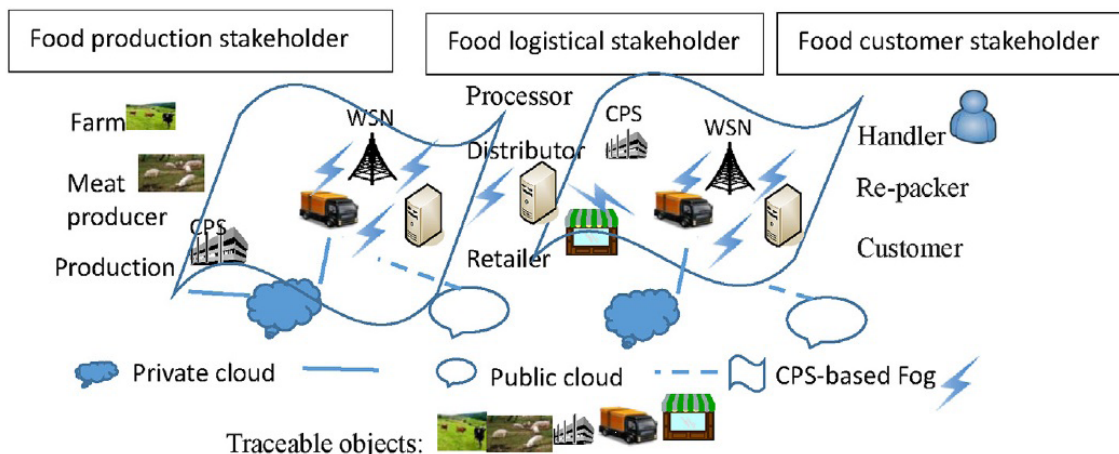 Food production stakeholder
Food logistical stakeholder
Food customer stakeholder
Farm
Meat
producer
Production
CPS
WSN
Processor
Distributor
Retailer
CPS
WSN
Handler
Re-packer
Customer
Private cloud
Public cloud
CPS-based Fog
Traceable objects: